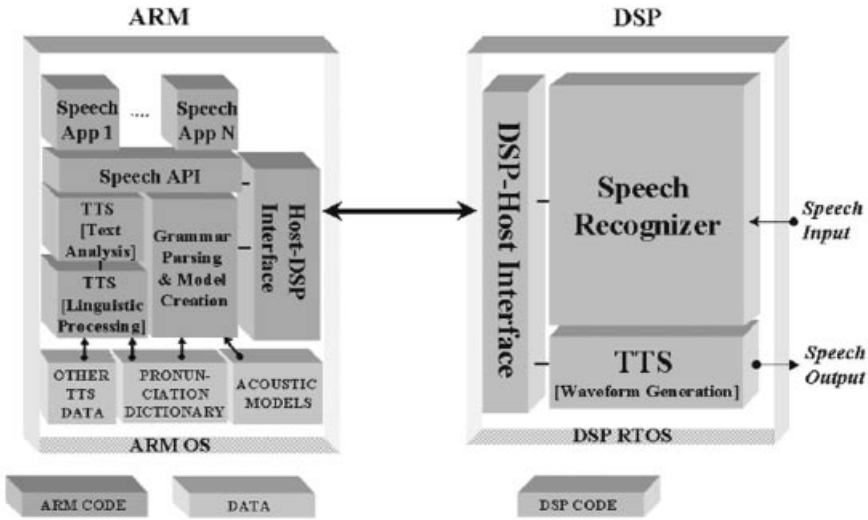 ARM
DSP
Speech
App 1
....
Speech
App N
Speech API
TTS
[Text
Analysis]
TTS
[Linguistic
Processing]
Grammar
Parsing
& Model
Creation
Host-DSP
Interface
OTHER
TTS
DATA
PRONUN-
CIATION
DICTIONARY
ACOUSTIC
MODELS
ARM OS
DSP-Host Interface
Speech
Recognizer
TTS
[Waveform Generation]
DSP RTOS
Speech
Input
Speech
Output
ARM CODE
DATA
DSP CODE